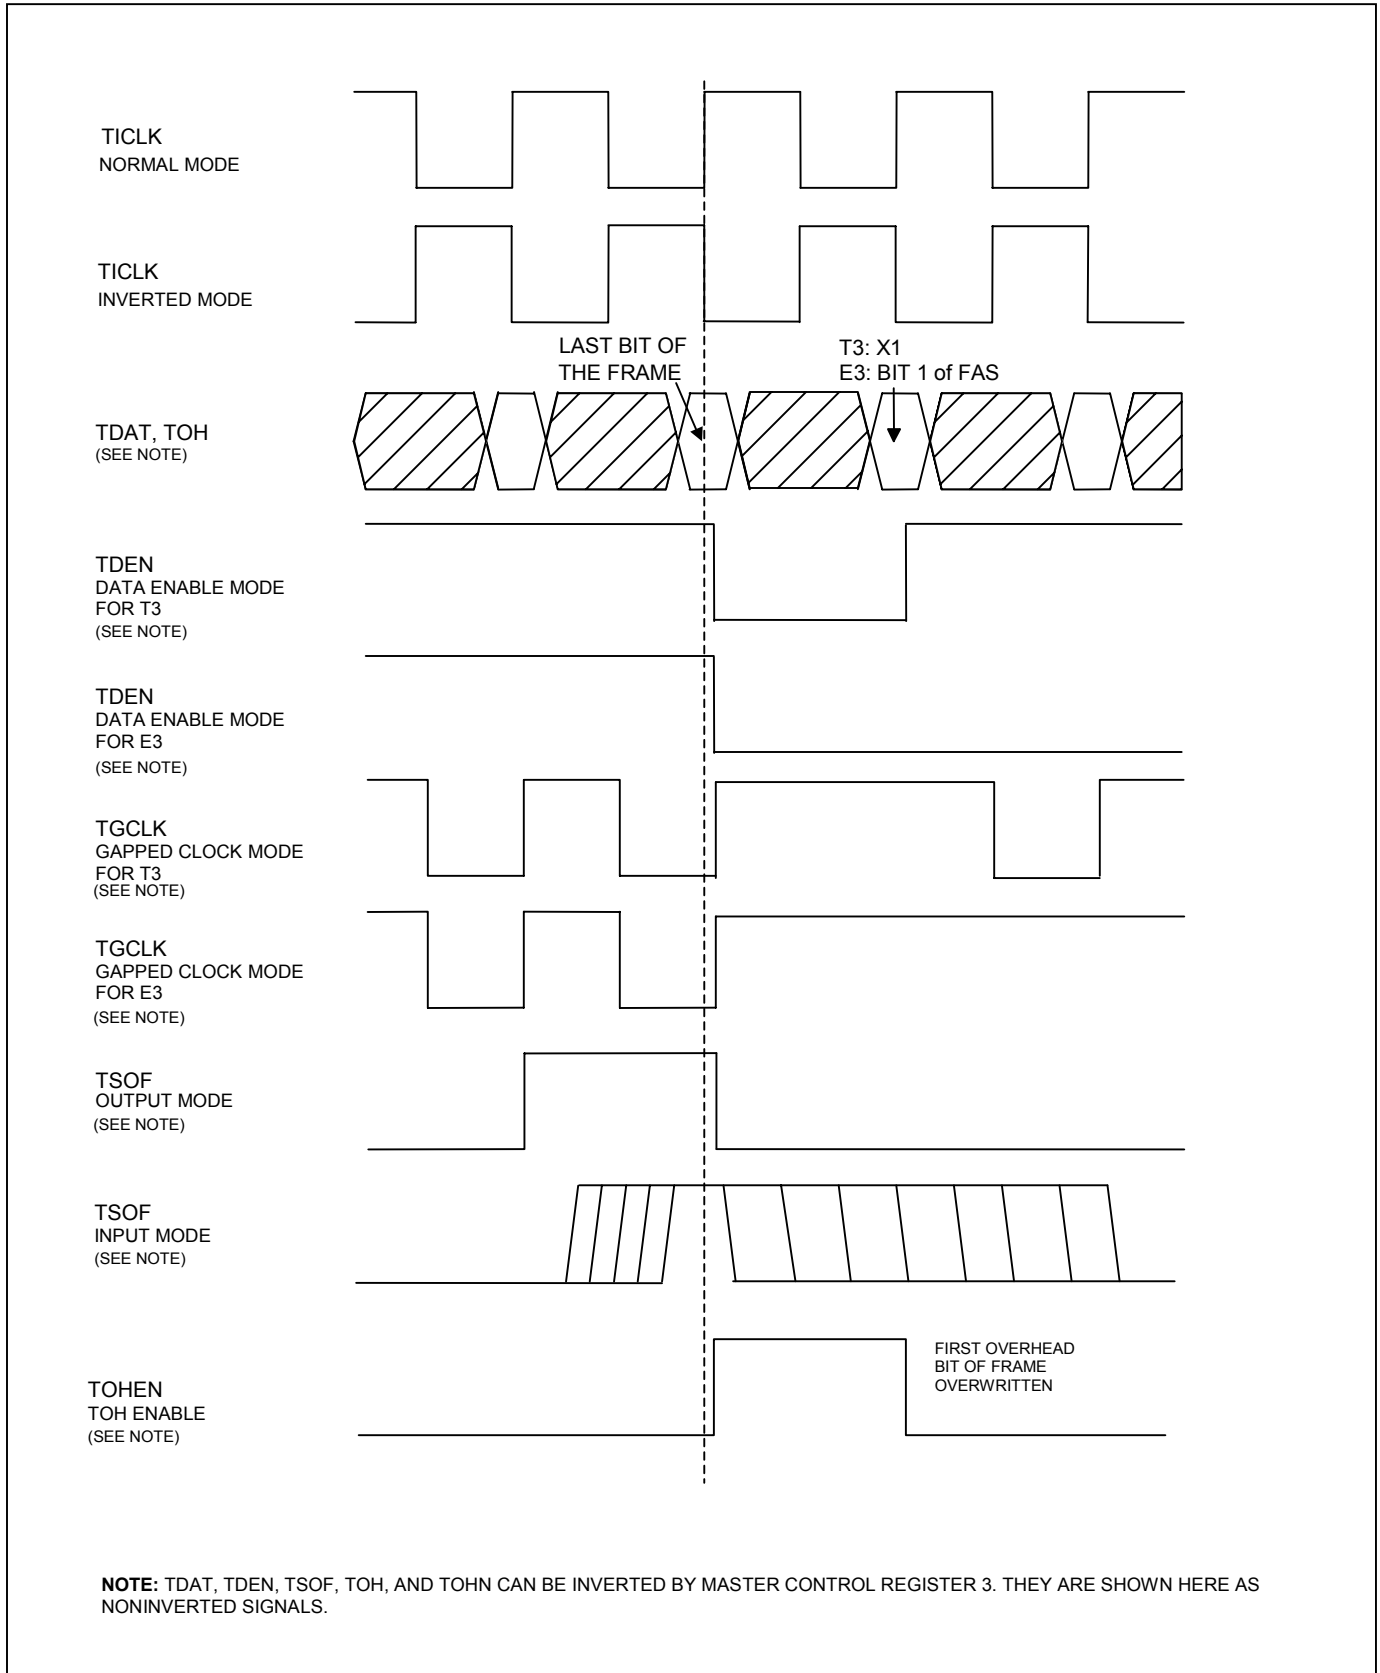 TICLK
NORMAL MODE
TICLK
INVERTED MODE
LAST BIT OF
THE FRAME
T3: X1
E3: BIT 1 of FAS
TDAT, TOH
(SEE NOTE)
TDEN
DATA ENABLE MODE
FOR T3
(SEE NOTE)
TDEN
DATA ENABLE MODE
FOR E3
(SEE NOTE)
TGCLK
GAPPED CLOCK MODE
FOR T3
(SEE NOTE)
TGCLK
GAPPED CLOCK MODE
FOR E3
(SEE NOTE)
TSOF
OUTPUT MODE
(SEE NOTE)
TSOF
INPUT MODE
(SEE NOTE)
FIRST OVERHEAD
BIT OF FRAME
OVERWRITTEN
TOHEN
TOH ENABLE
(SEE NOTE)
NOTE: TDAT, TDEN, TSOF, TOH, AND TOHN CAN BE INVERTED BY MASTER CONTROL REGISTER 3. THEY ARE SHOWN HERE AS
NONINVERTED SIGNALS.